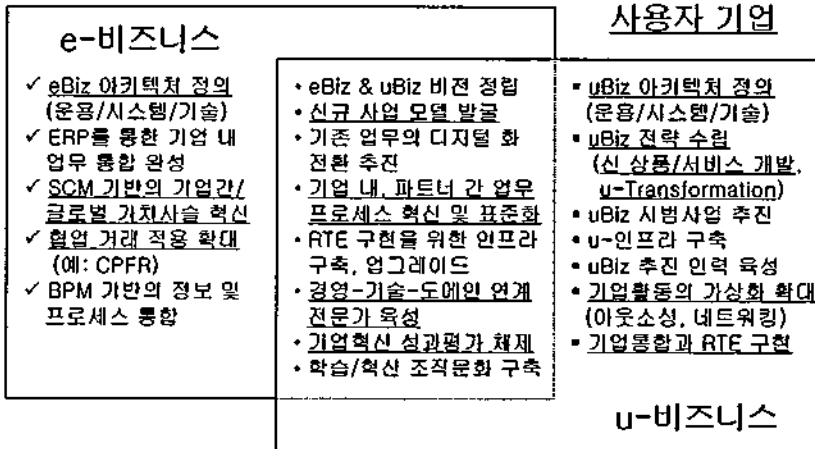 사용자 기업
e-비즈니스
✓ eBiz 아키텍처 정의
(운용/시스템/기술)
✓ ERP를 통한 기업 내
업무 통합 완성
✓ SCM 기반의 기업간/
글로벌 가치사슬 혁신
✓ 협업 거래 적용 확대
(예: CPFR)
✓ BPM 기반의 정보 및
프로세스 통합
• eBiz & uBiz 비전 정립
• 신규 사업 모델 발굴
• 기존 업무의 디지털 화
전환 추진
• 기업 내, 파트너 간 업무
프로세스 혁신 및 표준화
• RTE 구현을 위한 인프라
구축, 업그레이드
• 경영-기술-도메인 연계
전문가 육성
• 기업혁신 성과평가 체제
• 학습/혁신 조직문화 구축
▪ uBiz 아키텍처 정의
(운용/시스템/기술)
▪ uBiz 전략 수립
(신 상품/서비스 개발,
u-Transformation)
▪ uBiz 시범사업 추진
▪ u-인프라 구축
▪ uBiz 추진 인력 육성
▪ 기업활동의 가상화 확대
(아웃소싱, 네트워킹)
▪ 기업통합과 RTE 구현
u-비즈니스